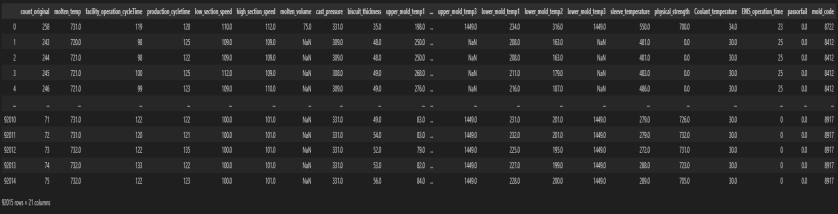 count_original molten_temp facility_operation_cycleTime production_cycletime low_section_speed high_section_speed molten_volume cast_pressure biscuit_thickness upper_mold_temp1 ... upper_mold_temp3 lower_mold_temp1 lower_mold_temp2 lower_mold_temp3 sleeve_temperature physical_strength Coolant_temperature EMS_operation_time passorfail mold_code
0 258 731.0 119 120 110.0 112.0 75.0 331.0 55.0 198.0 ... 1449.0 234.0 316.0 1449.0 550.0 700.0 34.0 23 0.0 8722
1 243 720.0 98 125 109.0 109.0 NaN 309.0 48.0 250.0 ... NaN 208.0 163.0 NaN 481.0 0.0 30.0 25 0.0 8412
2 244 721.0 98 122 109.0 109.0 NaN 309.0 48.0 250.0 ... NaN 208.0 163.0 NaN 481.0 0.0 30.0 25 0.0 8412
3 245 721.0 100 125 112.0 109.0 NaN 308.0 49.0 268.0 ... NaN 211.0 179.0 NaN 483.0 0.0 30.0 25 0.0 8412
4 246 721.0 99 123 109.0 110.0 NaN 309.0 49.0 276.0 ... NaN 216.0 187.0 NaN 486.0 0.0 30.0 25 0.0 8412
... ... ... ... ... ... ... ... ... ... ... ... ... ... ... ... ... ... ... ... ... ...
92010 71 731.0 122 122 100.0 101.0 NaN 331.0 49.0 83.0 ... 1449.0 231.0 201.0 1449.0 279.0 726.0 30.0 0 0.0 8917
92011 72 731.0 120 121 100.0 101.0 NaN 331.0 54.0 83.0 ... 1449.0 232.0 201.0 1449.0 279.0 732.0 30.0 0 0.0 8917
92012 73 732.0 122 135 100.0 101.0 NaN 331.0 52.0 79.0 ... 1449.0 225.0 195.0 1449.0 272.0 731.0 30.0 0 0.0 8917
92013 74 732.0 133 122 100.0 101.0 NaN 331.0 53.0 82.0 ... 1449.0 227.0 199.0 1449.0 288.0 723.0 30.0 0 0.0 8917
92014 75 732.0 122 123 100.0 101.0 NaN 331.0 56.0 84.0 ... 1449.0 228.0 200.0 1449.0 289.0 705.0 30.0 0 0.0 8917
92015 rows × 21 columns